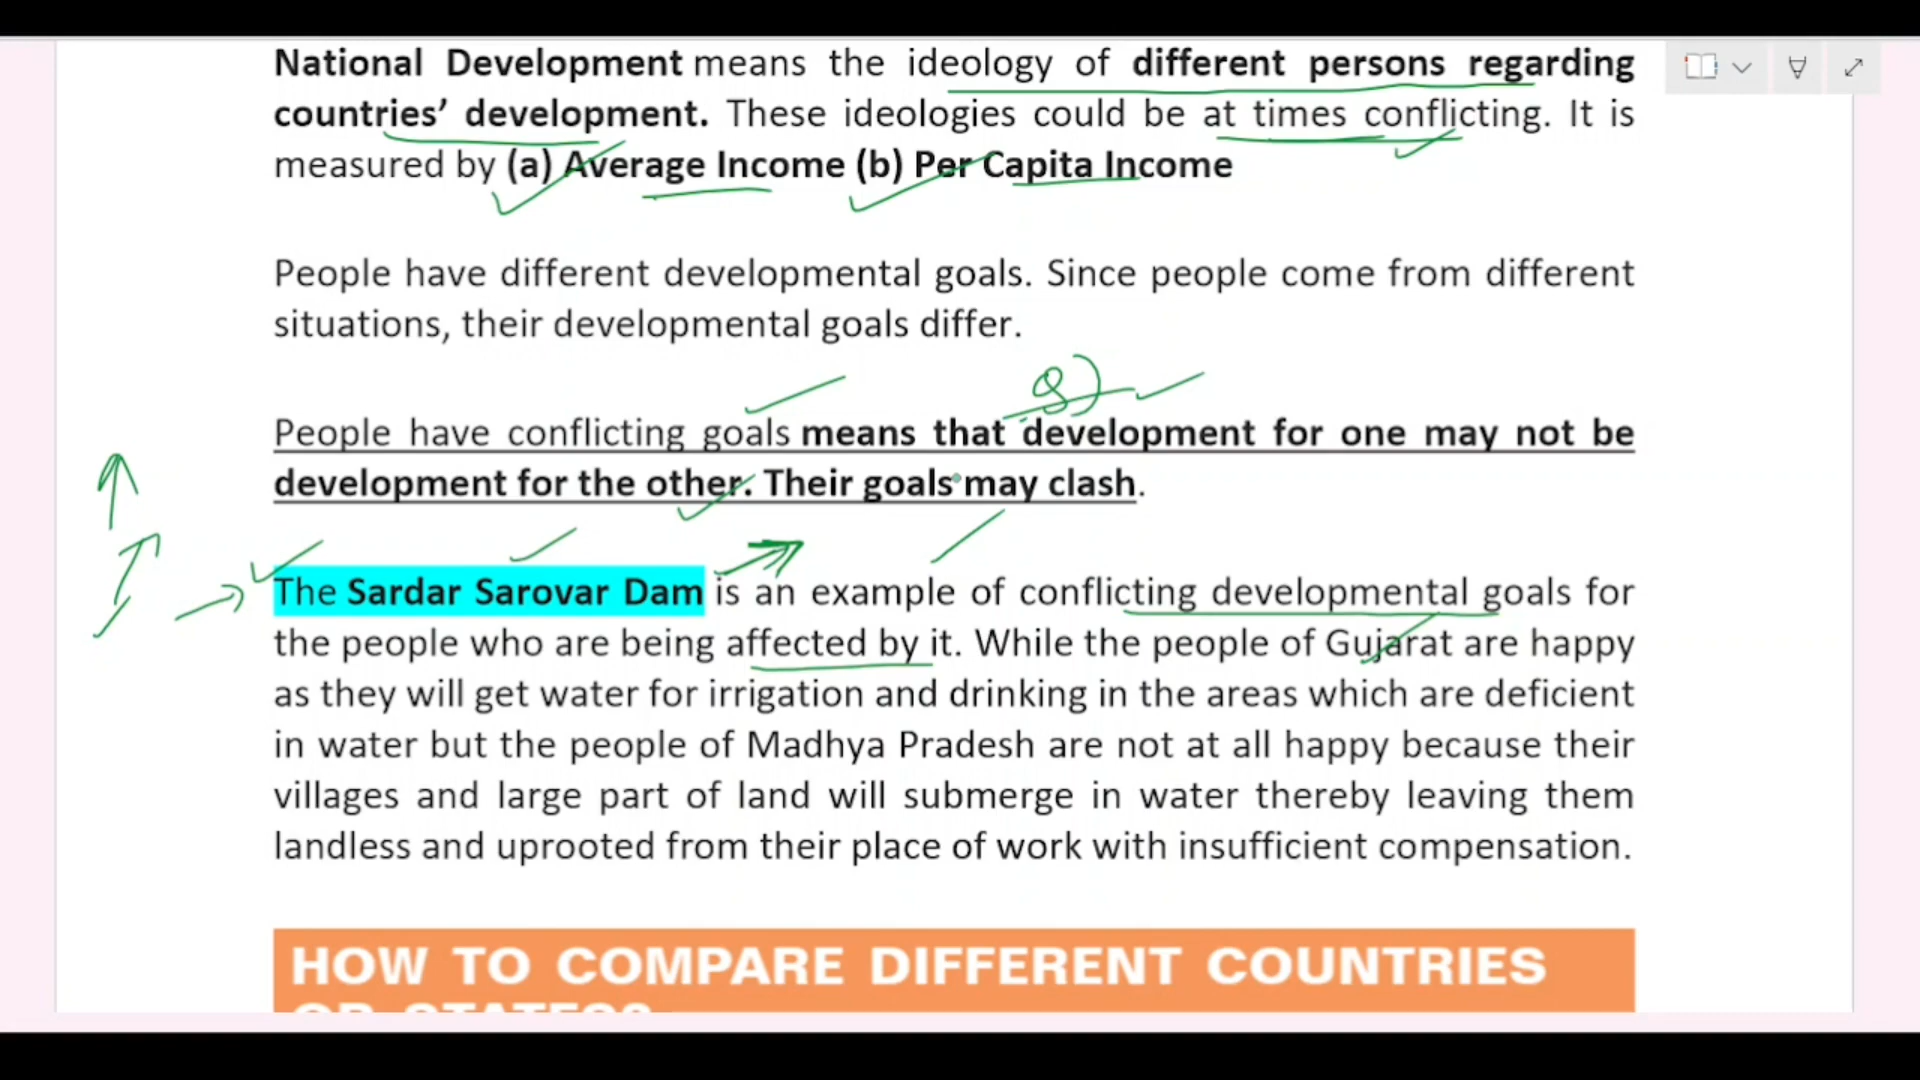 National Development means the ideology of different persons regarding
countries’ development. These ideologies could be at times conflicting. It is
measured by (a) Average Income (b) Per Capita Income
People have different developmental goals. Since people come from different
situations, their developmental goals differ.
People have conflicting goals means that development for one may not be
development for the other. Their goals may clash.
The Sardar Sarovar Dam is an example of conflicting developmental goals for
the people who are being affected by it. While the people of Gujarat are happy
as they will get water for irrigation and drinking in the areas which are deficient
in water but the people of Madhya Pradesh are not at all happy because their
villages and large part of land will submerge in water thereby leaving them
landless and uprooted from their place of work with insufficient compensation.
HOW TO COMPARE DIFFERENT COUNTRIES
OR STATES?